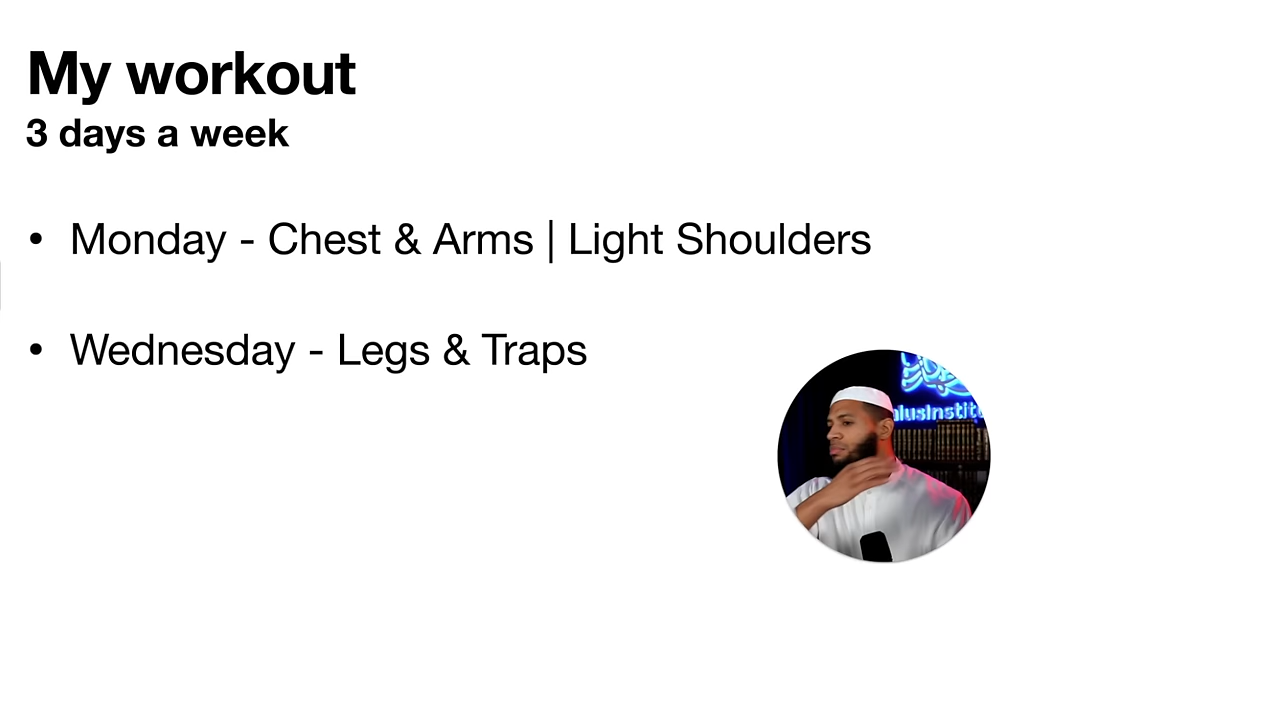 My workout
3 days a week
• Monday - Chest & Arms | Light Shoulders
• Wednesday - Legs & Traps